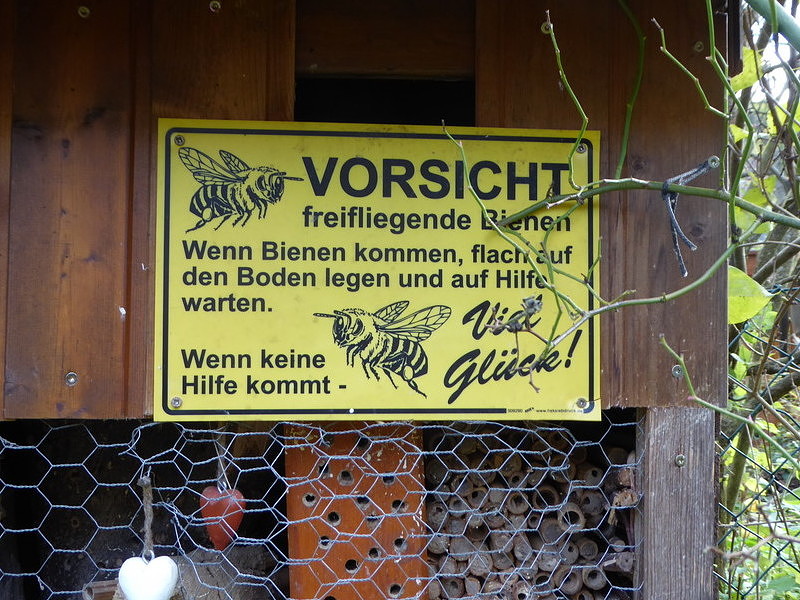 VORSICHT
freifliegende Bienen
Wenn Bienen kommen, flach auf
den Boden legen und auf Hilfe
warten.
Wenn keine
Hilfe kommt -
Viel
Glück!